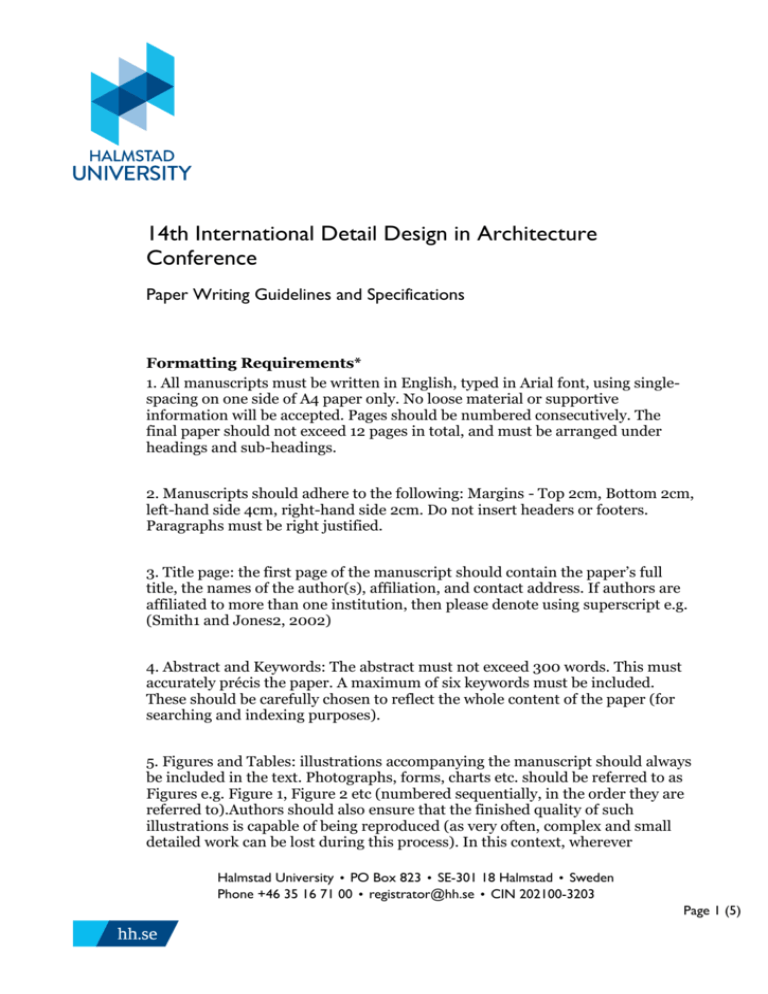 HALMSTAD
UNIVERSITY
14th International Detail Design in Architecture
Conference
Paper Writing Guidelines and Specifications
Formatting Requirements*
1. All manuscripts must be written in English, typed in Arial font, using single-
spacing on one side of A4 paper only. No loose material or supportive
information will be accepted. Pages should be numbered consecutively. The
final paper should not exceed 12 pages in total, and must be arranged under
headings and sub-headings.
2. Manuscripts should adhere to the following: Margins - Top 2cm, Bottom 2cm,
left-hand side 4cm, right-hand side 2cm. Do not insert headers or footers.
Paragraphs must be right justified.
3. Title page: the first page of the manuscript should contain the paper's full
title, the names of the author(s), affiliation, and contact address. If authors are
affiliated to more than one institution, then please denote using superscript e.g.
(Smith1 and Jones2, 2002)
4. Abstract and Keywords: The abstract must not exceed 300 words. This must
accurately précis the paper. A maximum of six keywords must be included.
These should be carefully chosen to reflect the whole content of the paper (for
searching and indexing purposes).
5. Figures and Tables: illustrations accompanying the manuscript should always
be included in the text. Photographs, forms, charts etc. should be referred to as
Figures e.g. Figure 1, Figure 2 etc (numbered sequentially, in the order they are
referred to).Authors should also ensure that the finished quality of such
illustrations is capable of being reproduced (as very often, complex and small
detailed work can be lost during this process). In this context, wherever
Halmstad University • PO Box 823 • SE-301 18 Halmstad • Sweden
Phone +46 35 16 71 00 • registrator@hh.se • CIN 202100-3203
Page 1 (5)
hh.se